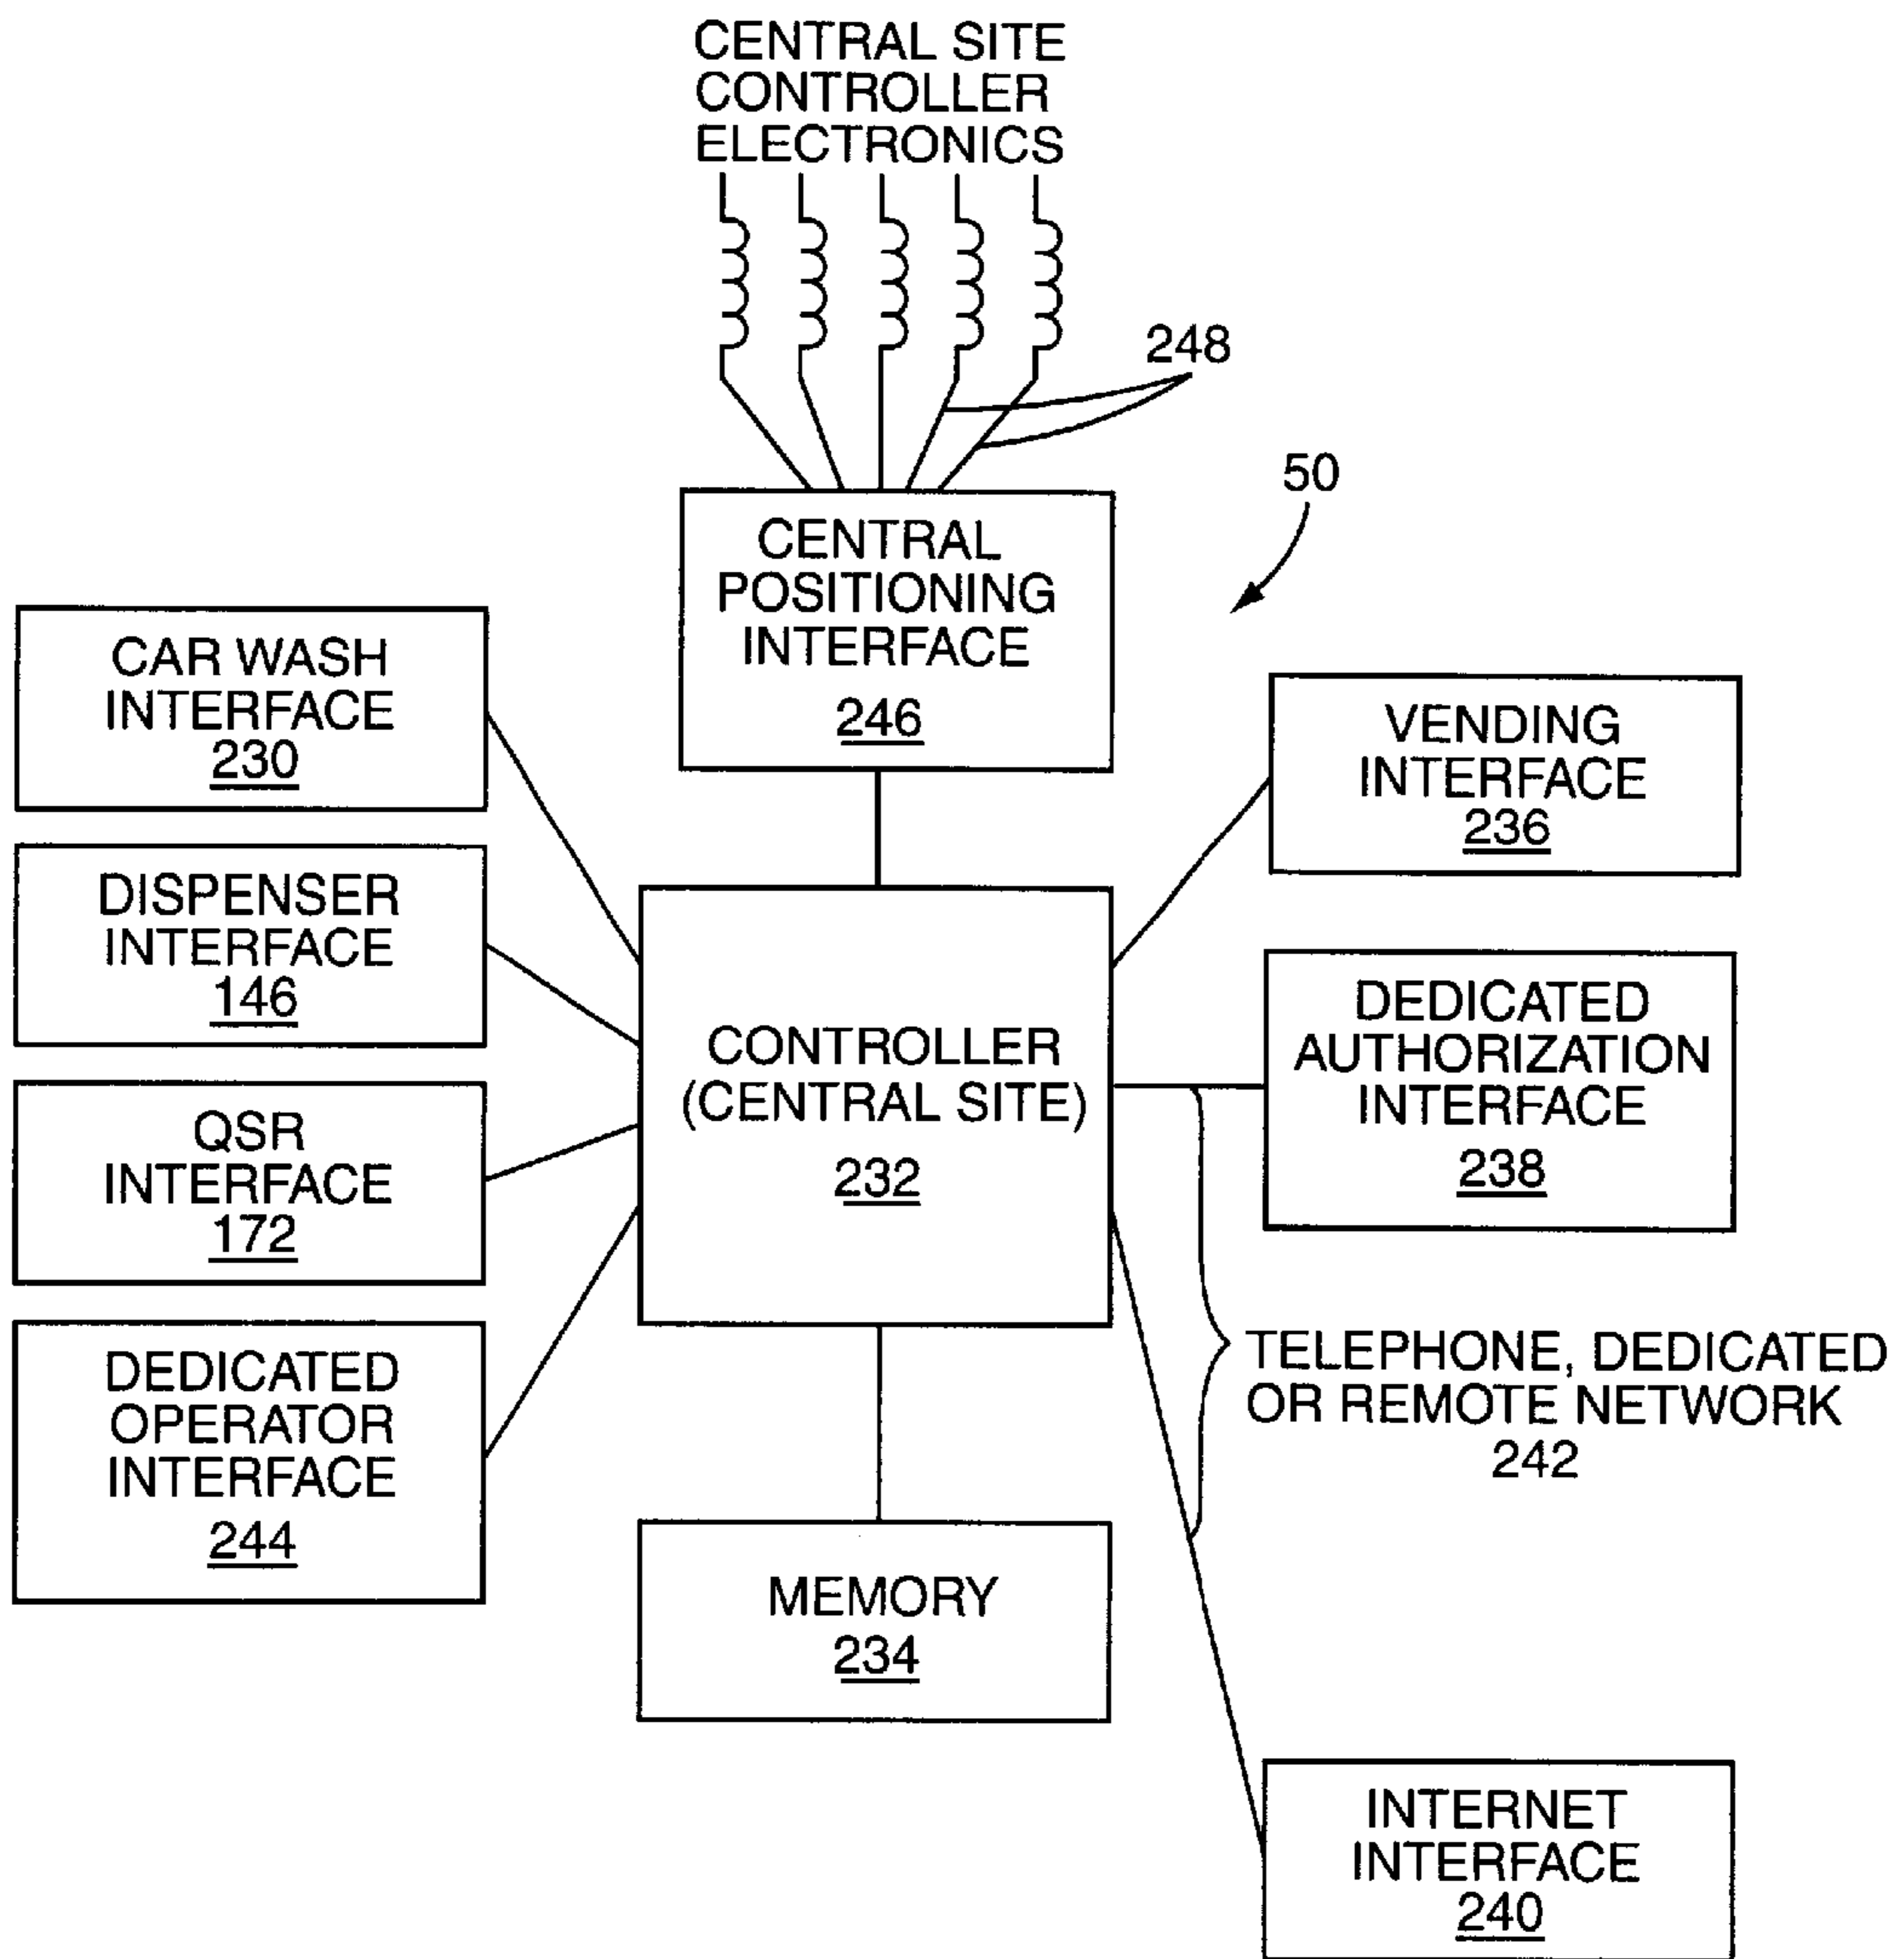 CENTRAL SITE
CONTROLLER
ELECTRONICS
248
50
CENTRAL
POSITIONING
INTERFACE
246
CAR WASH
INTERFACE
230
DISPENSER
INTERFACE
146
QSR
INTERFACE
172
DEDICATED
OPERATOR
INTERFACE
244
CONTROLLER
(CENTRAL SITE)
232
MEMORY
234
VENDING
INTERFACE
236
DEDICATED
AUTHORIZATION
INTERFACE
238
TELEPHONE, DEDICATED
OR REMOTE NETWORK
242
INTERNET
INTERFACE
240